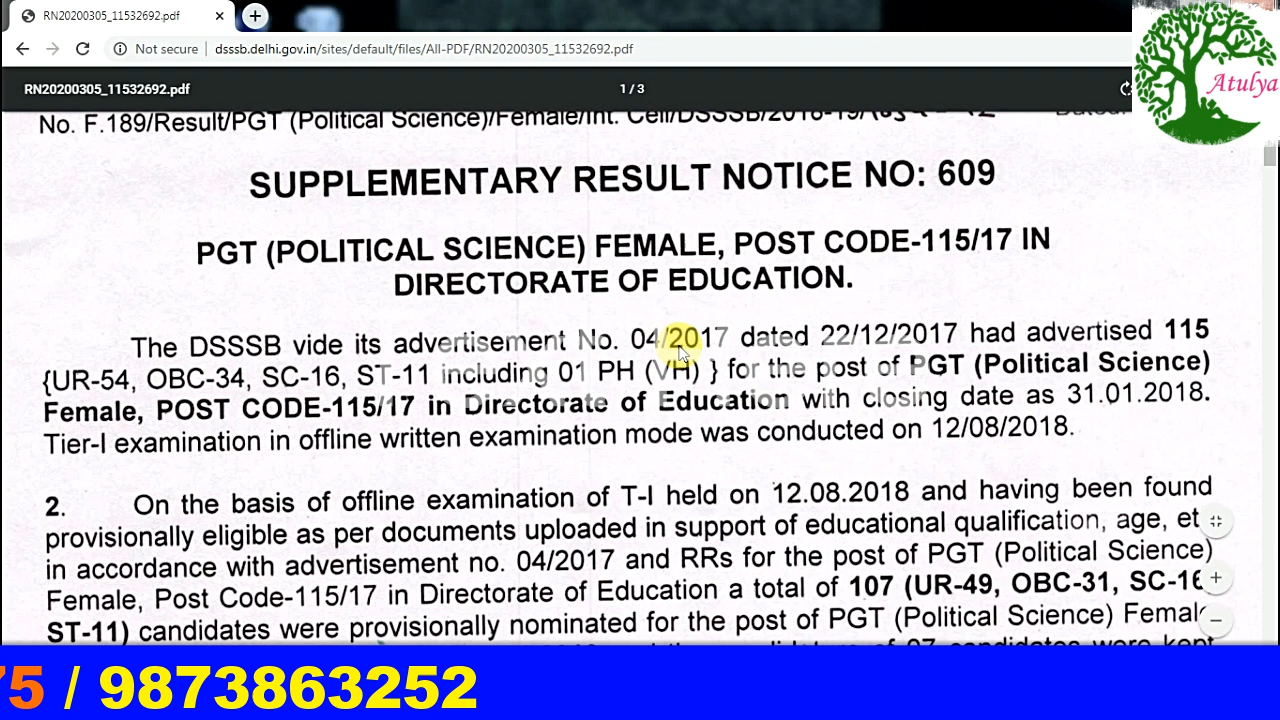 RN20200305_11532692.pdf
Not secure
dsssb.delhi.gov.in/sites/default/files/All-PDF/RN20200305_11532692.pdf
Atulya
RN20200305_11532692.pdf
1 / 3
No. F.189/Result/PGT (Political Science)/Female/Int. Cell/DSSSB/2018-19/
SUPPLEMENTARY RESULT NOTICE NO: 609
PGT (POLITICAL SCIENCE) FEMALE, POST CODE-115/17 IN
DIRECTORATE OF EDUCATION.
The DSSSB vide its advertisement No. 04/2017 dated 22/12/2017 had advertised 115
{UR-54, OBC-34, SC-16, ST-11 including 01 PH (VH) } for the post of PGT (Political Science)
Female, POST CODE-115/17 in Directorate of Education with closing date as 31.01.2018.
Tier-I examination in offline written examination mode was conducted on 12/08/2018.
2. On the basis of offline examination of T-I held on 12.08.2018 and having been found
provisionally eligible as per documents uploaded in support of educational qualification, age, et
in accordance with advertisement no. 04/2017 and RRs for the post of PGT (Political Science)
Female, Post Code-115/17 in Directorate of Education a total of 107 (UR-49, OBC-31, SC-16
ST-11) candidates were provisionally nominated for the post of PGT (Political Science) Female
75 / 9873863252